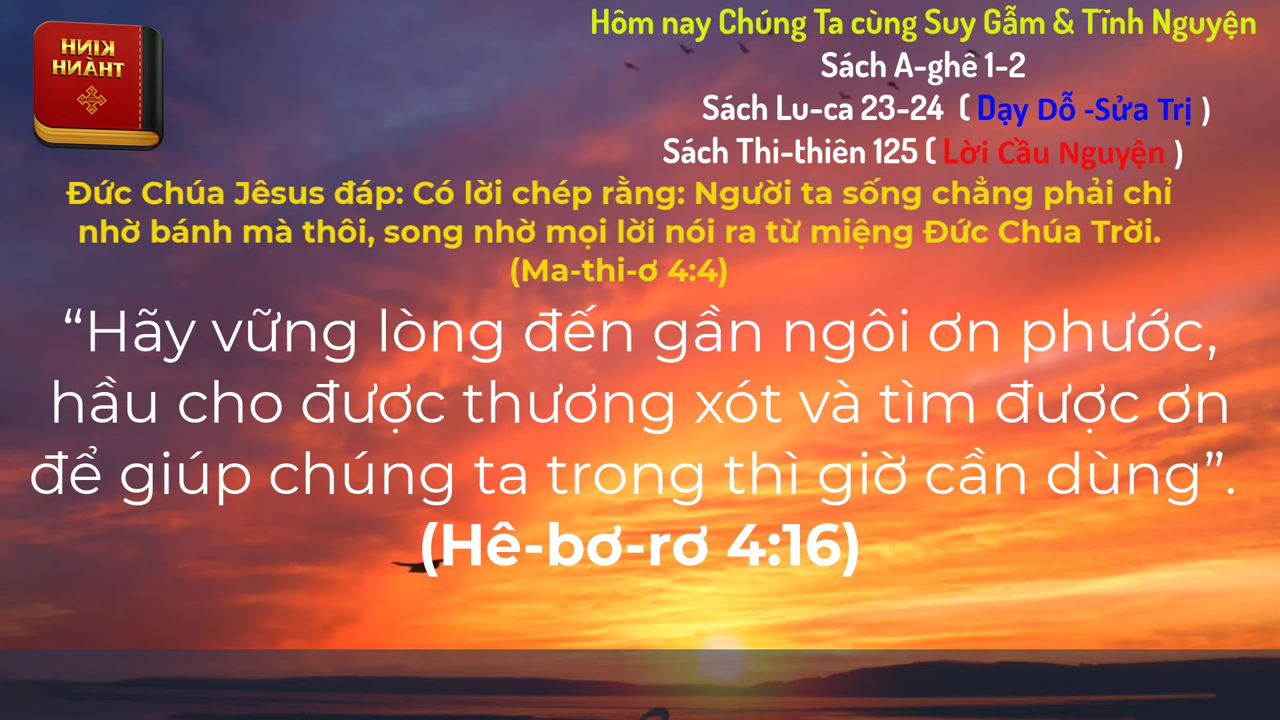 KINH
THÀNH
Hôm nay Chúng Ta cùng Suy Gẫm & Tĩnh Nguyện
Sách A-ghê 1-2
Sách Lu-ca 23-24 ( Dạy Dỗ -Sửa Trị )
Sách Thi-thiên 125 ( Lời Cầu Nguyện )
Đức Chúa Jêsus đáp: Có lời chép rằng: Người ta sống chẳng phải chỉ
nhờ bánh mà thôi, song nhờ mọi lời nói ra từ miệng Đức Chúa Trời.
(Ma-thi-ơ 4:4)
“Hãy vững lòng đến gần ngôi ơn phước,
hầu cho được thương xót và tìm được ơn
để giúp chúng ta trong thì giờ cần dùng”.
(Hê-bơ-rơ 4:16)